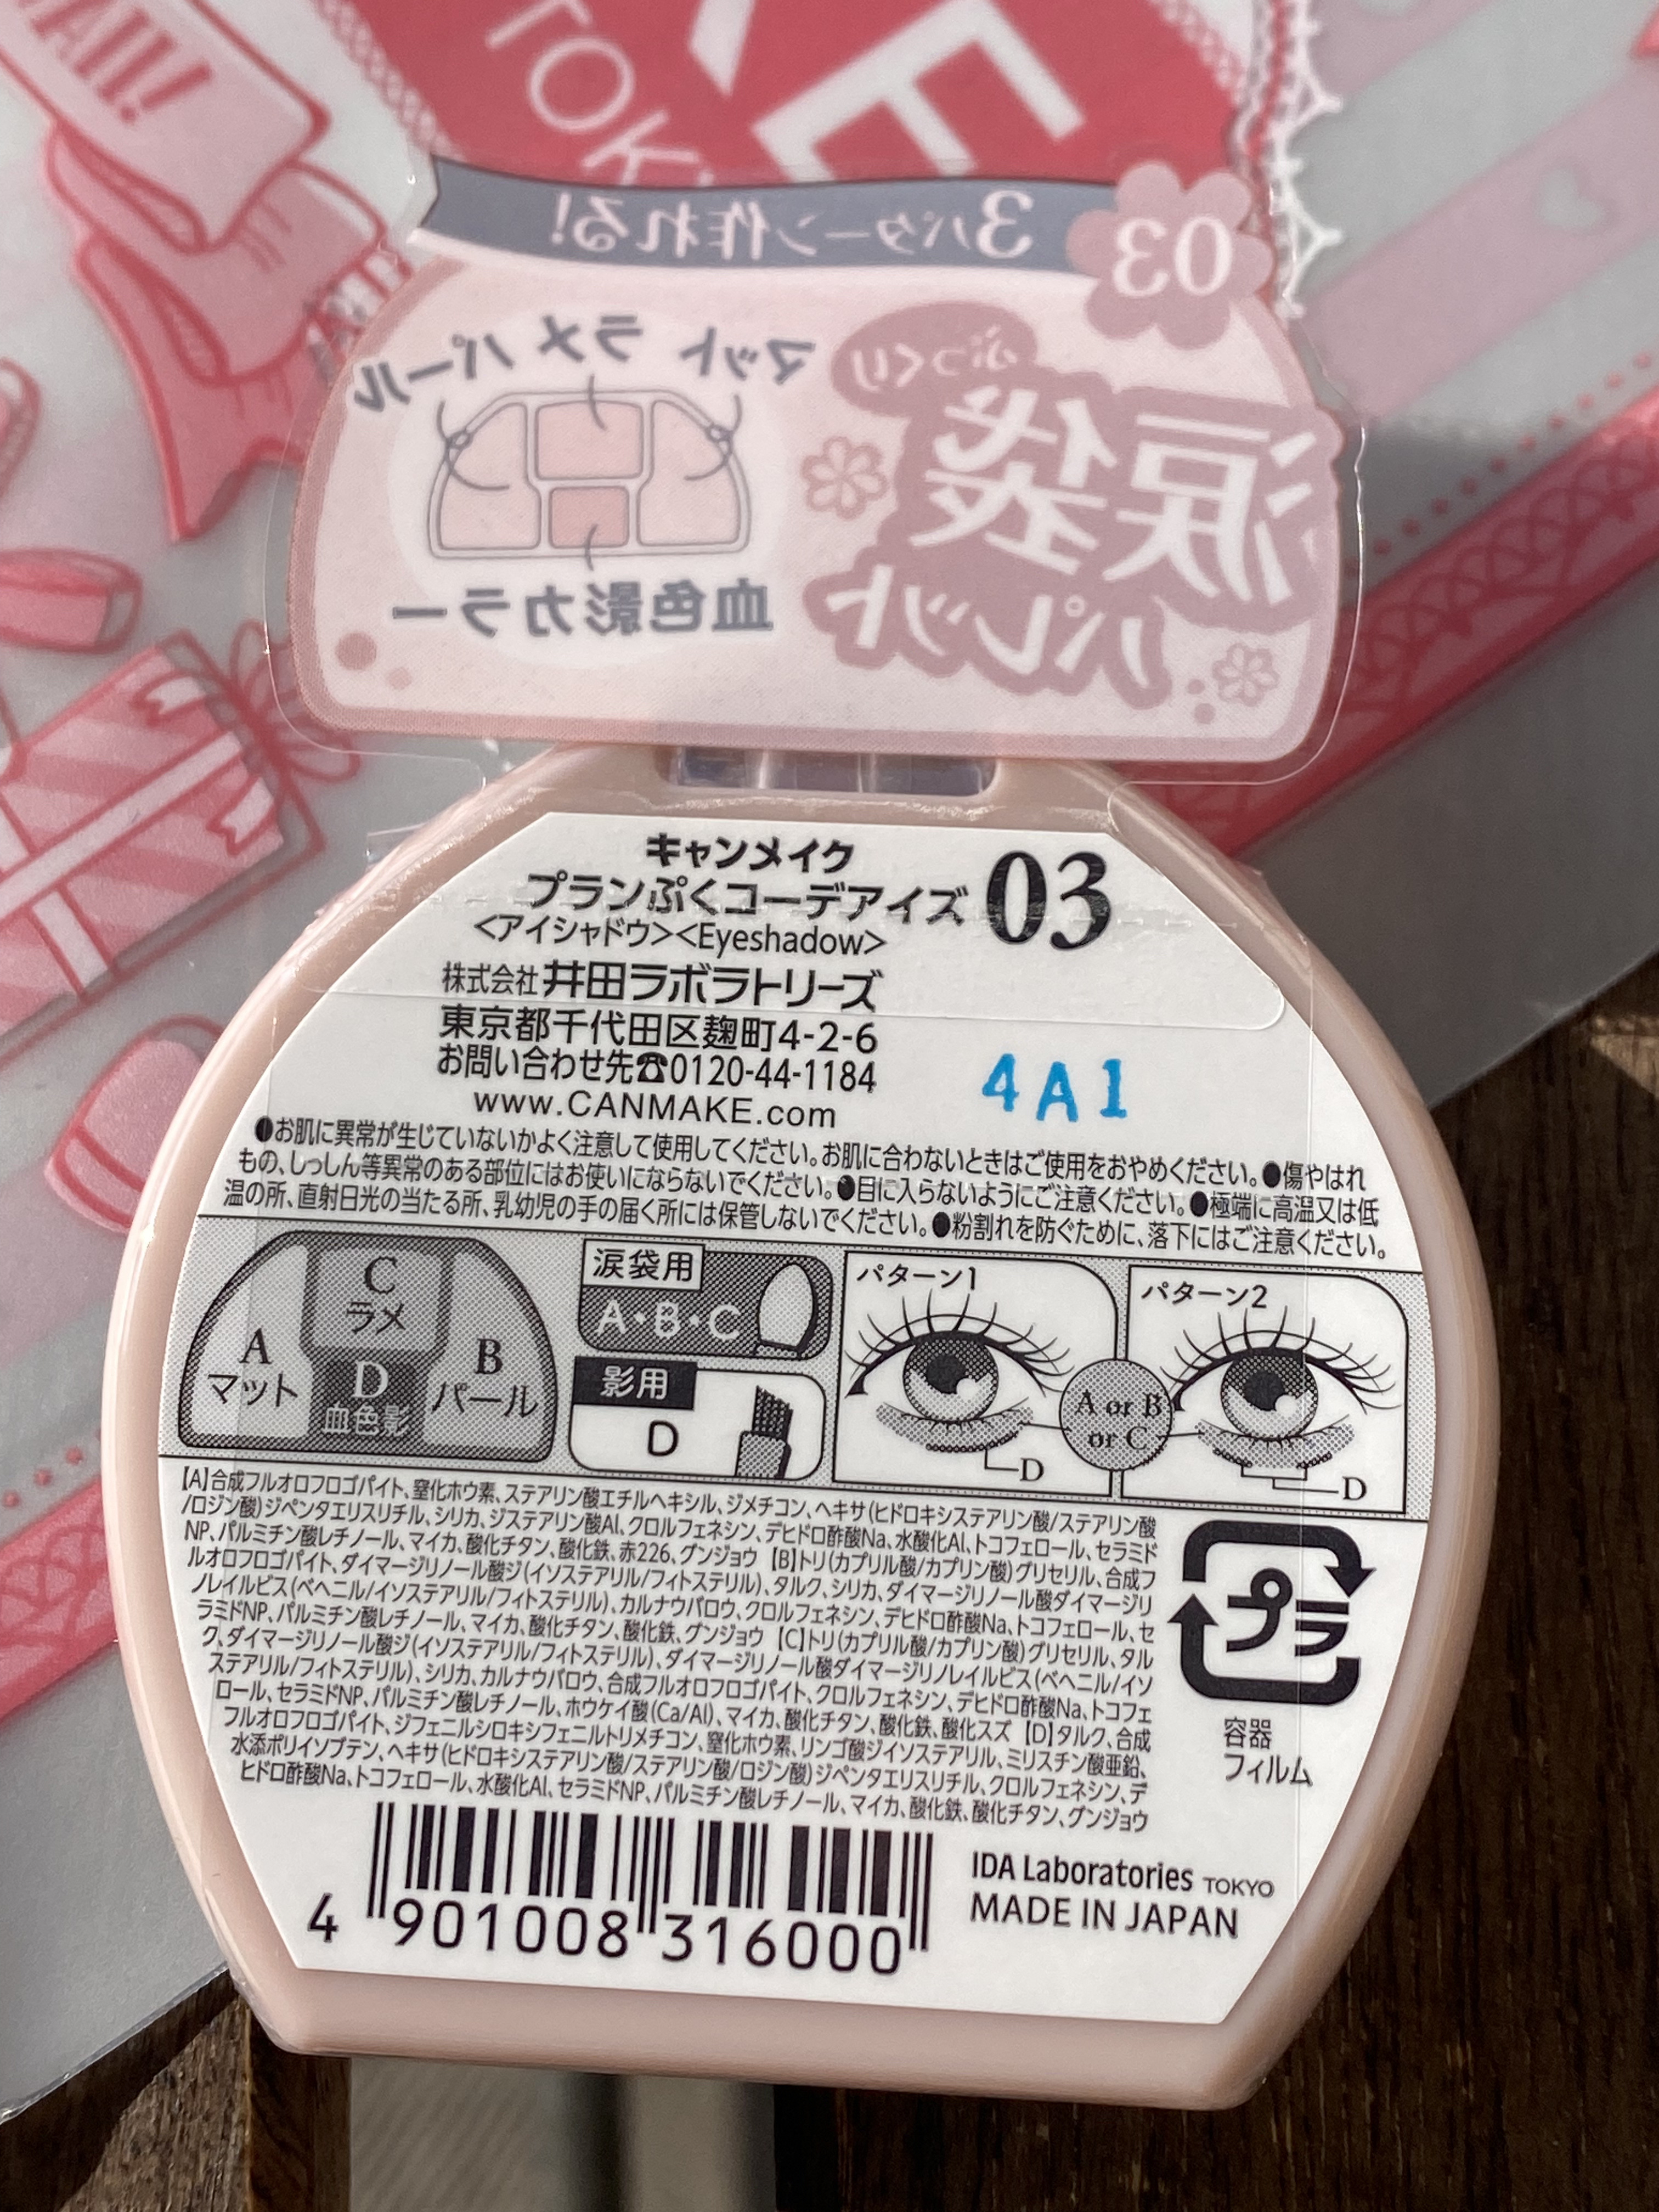 AIL!
KE
TOKY
03
3パターン作れる!
ぷっくり
涙袋
パレット
マット ラメ パール
血色影カラー
キャンメイク
プランぷくコーデアイズ 03
<アイシャドウ><Eyeshadow>
株式会社 井田ラボラトリーズ
東京都千代田区麹町4-2-6
お問い合わせ先☎0120-44-1184
www.CANMAKE.com
4A1
●お肌に異常が生じていないかよく注意して使用してください。お肌に合わないときはご使用をおやめください。●傷やはれ
もの、しっしん等異常のある部位にはお使いにならないでください。●目に入らないようにご注意ください。●極端に高温又は低
温の所、直射日光の当たる所、乳幼児の手の届く所には保管しないでください。●粉割れを防ぐために、落下にはご注意ください。
A
マット
C
ラメ
D
血色影
B
パール
涙袋用
A・B・C
影用
D
パターン1
D
A or B
or C
パターン2
D
【A】合成フルオロフロゴパイト、窒化ホウ素、ステアリン酸エチルヘキシル、ジメチコン、ヘキサ(ヒドロキシステアリン酸/ステアリン酸
/ロジン酸)ジペンタエリスリチル、シリカ、ジステアリン酸Al、クロルフェネシン、デヒドロ酢酸Na、水酸化Al、トコフェロール、セラミド
NP、パルミチン酸レチノール、マイカ、酸化チタン、酸化鉄、赤226、グンジョウ 【B】トリ(カプリル酸/カプリン酸)グリセリル、合成フ
ルオロフロゴパイト、ダイマージリノール酸ジ(イソステアリル/フィトステリル)、タルク、シリカ、ダイマージリノール酸ダイマージリ
ノレイルビス(ベヘニル/イソステアリル/フィトステリル)、カルナウバロウ、クロルフェネシン、デヒドロ酢酸Na、トコフェロール、セ
ラミドNP、パルミチン酸レチノール、マイカ、酸化チタン、酸化鉄、グンジョウ 【C】トリ(カプリル酸/カプリン酸)グリセリル、タル
ク、ダイマージリノール酸ジ(イソステアリル/フィトステリル)、ダイマージリノール酸ダイマージリノレイルビス(ベヘニル/イソ
ステアリル/フィトステリル)、シリカ、カルナウバロウ、合成フルオロフロゴパイト、クロルフェネシン、デヒドロ酢酸Na、トコフェ
ロール、セラミドNP、パルミチン酸レチノール、ホウケイ酸(Ca/Al)、マイカ、酸化チタン、酸化鉄、酸化スズ 【D】タルク、合成
フルオロフロゴパイト、ジフェニルシロキシフェニルトリメチコン、窒化ホウ素、リンゴ酸ジイソステアリル、ミリスチン酸亜鉛、
水添ポリイソブテン、ヘキサ(ヒドロキシステアリン酸/ステアリン酸/ロジン酸)ジペンタエリスリチル、クロルフェネシン、デ
ヒドロ酢酸Na、トコフェロール、水酸化Al、セラミドNP、パルミチン酸レチノール、マイカ、酸化鉄、酸化チタン、グンジョウ
プラ
容器
フィルム
4 901008 316000
IDA Laboratories TOKYO
MADE IN JAPAN